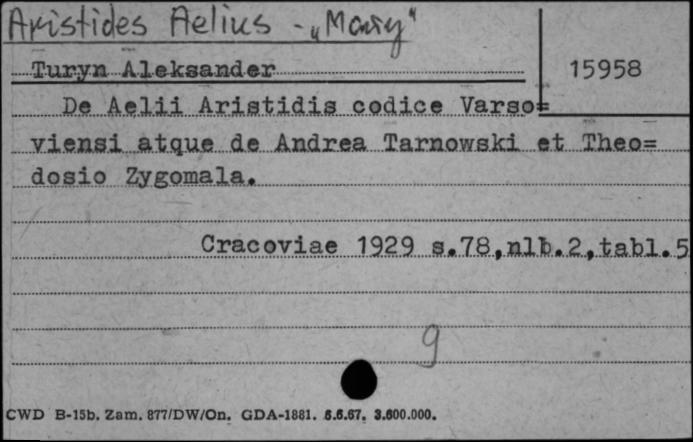 Aristides Aelius - „Mowy"
Turyn Aleksander
15958
De Aelii Aristidis codice Varso=
viensi atque de Andrea Tarnowski et Theo=
dosio Zygomala.
Cracoviae 1929 s.78,nlb.2,tabl.5
9
CWD B-15b. Zam. 877/DW/On. GDA-1881. 6.6.67. 3.600.000.